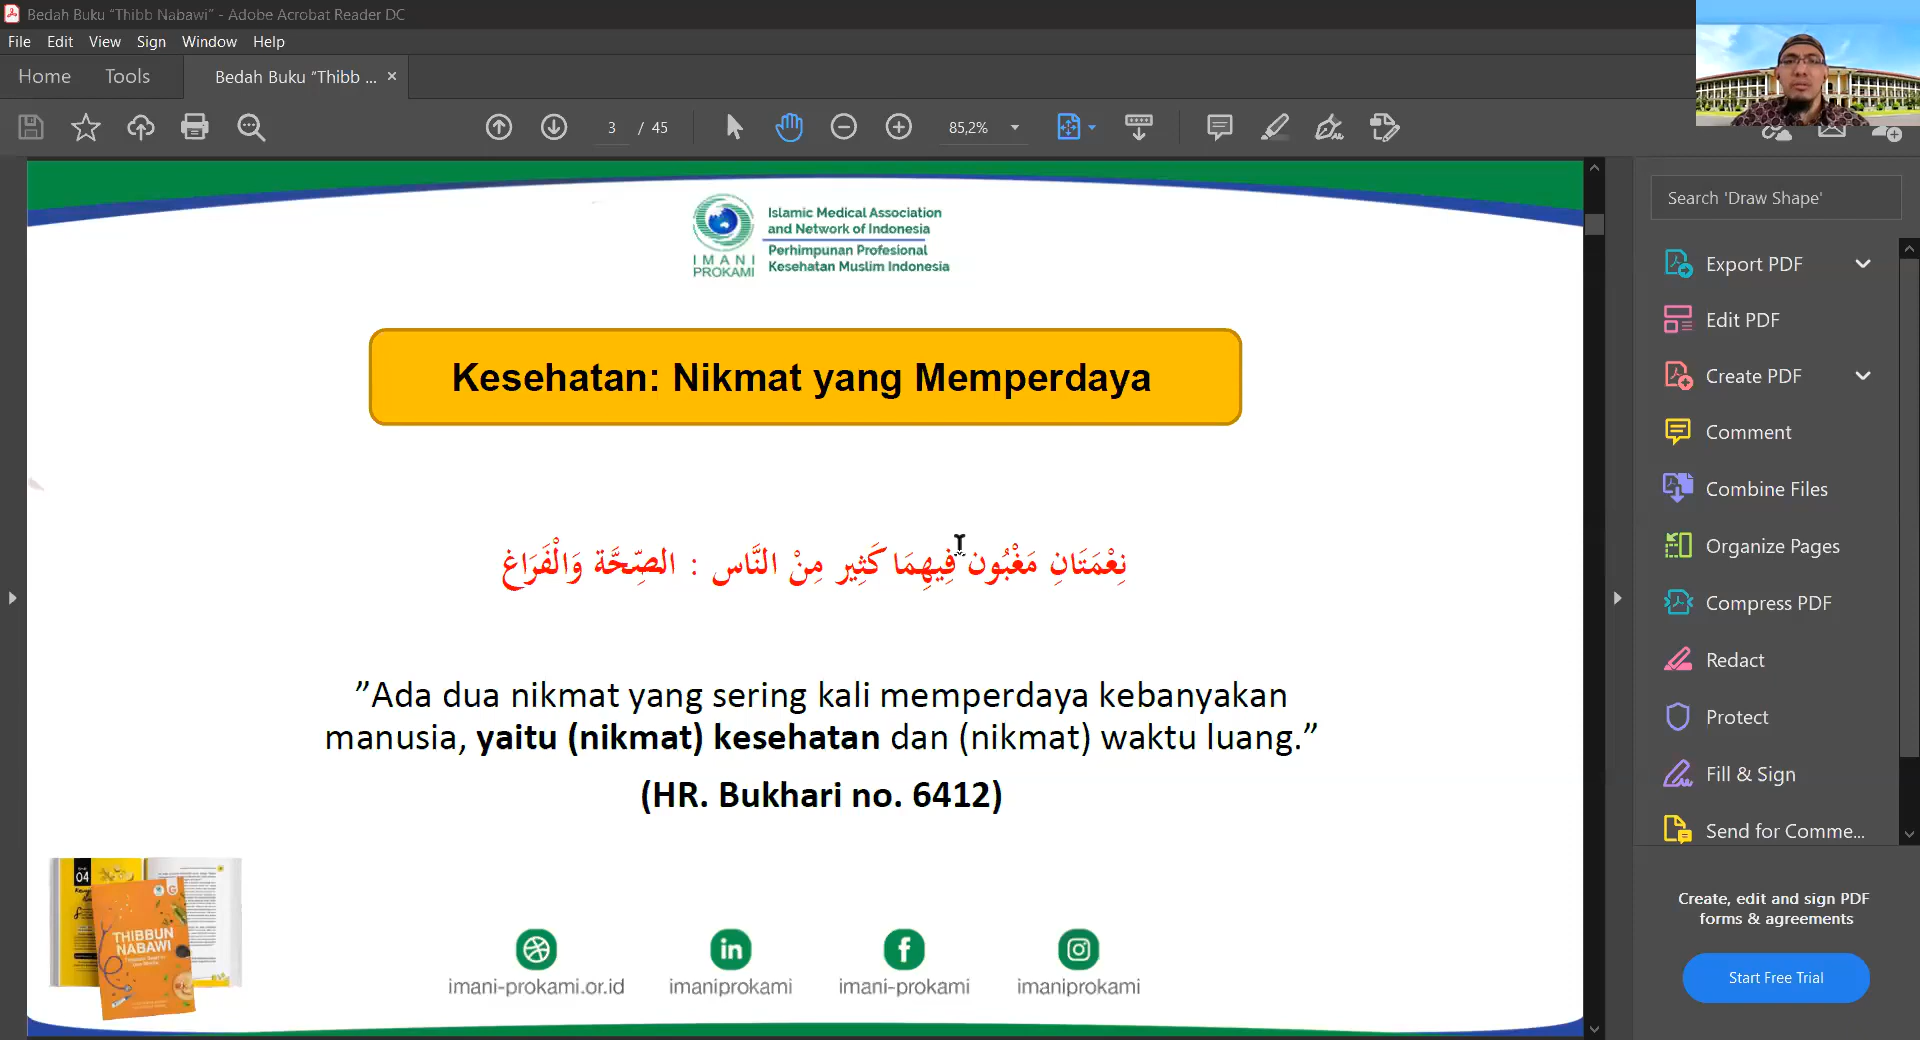 Bedah Buku “Thibb Nabawi” - Adobe Acrobat Reader DC
File Edit View Sign Window Help
Home Tools Bedah Buku “Thibb ... ×
3 / 45 85,2%
Search 'Draw Shape'
Islamic Medical Association
and Network of Indonesia
Perhimpunan Profesional
Kesehatan Muslim Indonesia
IMANI
PROKAMI
Kesehatan: Nikmat yang Memperdaya
نِعْمَتَانِ مَغْبُون فِيهِمَا كَثِير مِنْ النَّاس : الصِّحَّة وَالْفَرَاغ
”Ada dua nikmat yang sering kali memperdaya kebanyakan
manusia, yaitu (nikmat) kesehatan dan (nikmat) waktu luang.”
(HR. Bukhari no. 6412)
04
THIBBUN
NABAWI
imani-prokami.or.id
imaniprokami
imani-prokami
imaniprokami
Export PDF
Edit PDF
Create PDF
Comment
Combine Files
Organize Pages
Compress PDF
Redact
Protect
Fill & Sign
Send for Comme...
Create, edit and sign PDF
forms & agreements
Start Free Trial